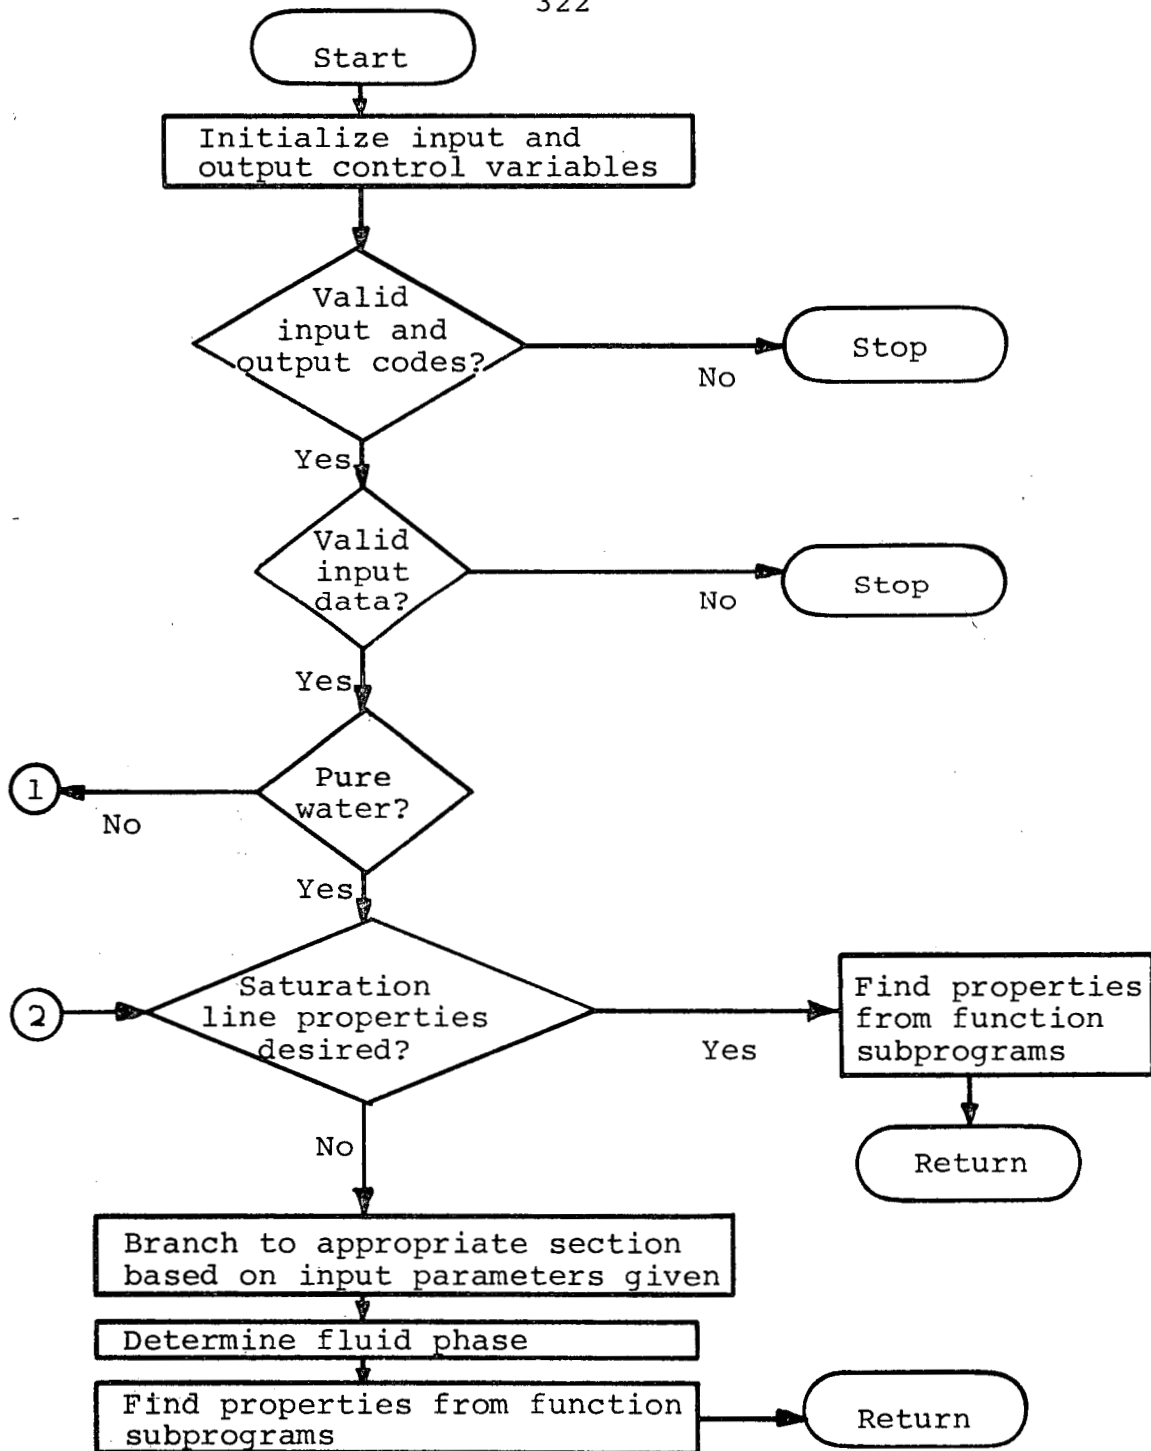 322
Start
Initialize input and
output control variables
Valid
input and
output codes?
No
Stop
Yes
Valid
input
data?
No
Stop
Yes
Pure
water?
1
No
Yes
Saturation
line properties
desired?
2
Yes
Find properties
from function
subprograms
Return
No
Branch to appropriate section
based on input parameters given
Determine fluid phase
Find properties from function
subprograms
Return